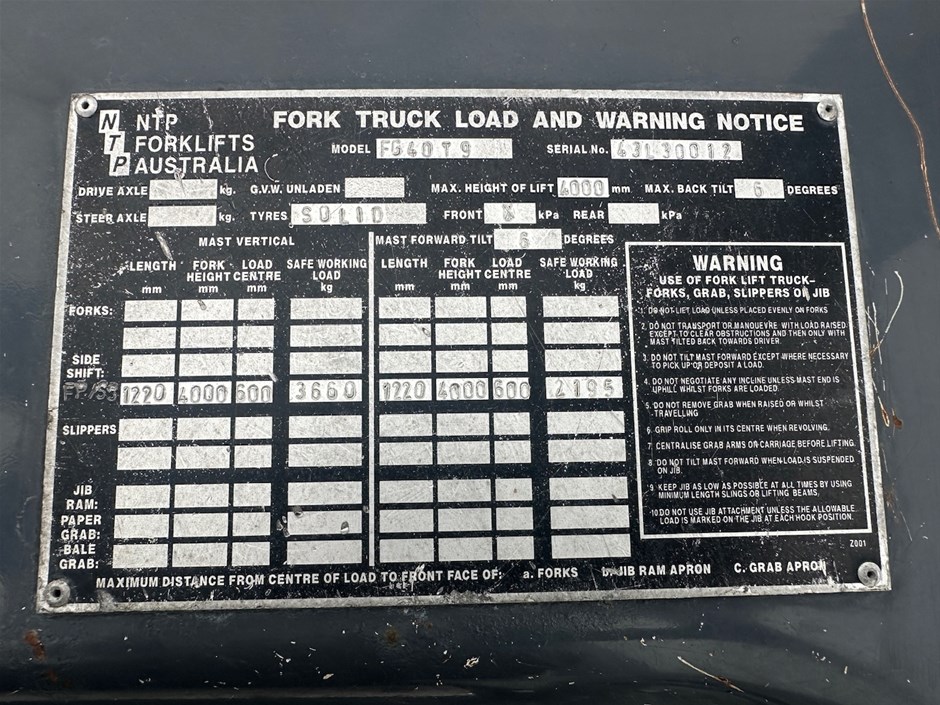 NTP NTP FORKLIFTS AUSTRALIA
FORK TRUCK LOAD AND WARNING NOTICE
MODEL FG40T9 SERIAL No. 43L30012
DRIVE AXLE kg. G.V.W. UNLADEN MAX. HEIGHT OF LIFT 4000 mm MAX. BACK TILT 6 DEGREES
STEER AXLE kg. TYRES SOLID FRONT X kPa REAR kPa
MAST VERTICAL MAST FORWARD TILT 6 DEGREES
LENGTH mm FORK HEIGHT mm LOAD CENTRE mm SAFE WORKING LOAD kg LENGTH mm FORK HEIGHT mm LOAD CENTRE mm SAFE WORKING LOAD kg
FORKS:
SIDE SHIFT:
FP/SS 1220 4000 600 3660 1220 4000 600 2195
SLIPPERS
JIB RAM:
PAPER GRAB:
BALE GRAB:
MAXIMUM DISTANCE FROM CENTRE OF LOAD TO FRONT FACE OF: a. FORKS b. JIB RAM APRON C. GRAB APRON
WARNING
USE OF FORK LIFT TRUCK-
FORKS, GRAB, SLIPPERS OR JIB
1. DO NOT LIFT LOAD UNLESS PLACED EVENLY ON FORKS
2. DO NOT TRANSPORT OR MANOUEVRE WITH LOAD RAISED
EXCEPT TO CLEAR OBSTRUCTIONS AND THEN ONLY WITH
MAST TILTED BACK TOWARDS DRIVER.
3. DO NOT TILT MAST FORWARD EXCEPT WHERE NECESSARY
TO PICK UP OR DEPOSIT A LOAD.
4. DO NOT NEGOTIATE ANY INCLINE UNLESS MAST END IS
UPHILL WHILST FORKS ARE LOADED
5. DO NOT REMOVE GRAB WHEN RAISED OR WHILST
TRAVELLING
6. GRIP ROLL ONLY IN ITS CENTRE WHEN REVOLVING.
7. CENTRALISE GRAB ARMS OR CARRIAGE BEFORE LIFTING.
8. DO NOT TILT MAST FORWARD WHEN LOAD IS SUSPENDED
ON JIB.
9. KEEP JIB AS LOW AS POSSIBLE AT ALL TIMES BY USING
MINIMUM LENGTH SLINGS OR LIFTING BEAMS.
10 DO NOT USE JIB ATTACHMENT UNLESS THE ALLOWABLE
LOAD IS MARKED ON THE JIB AT EACH HOOK POSITION.
Z001